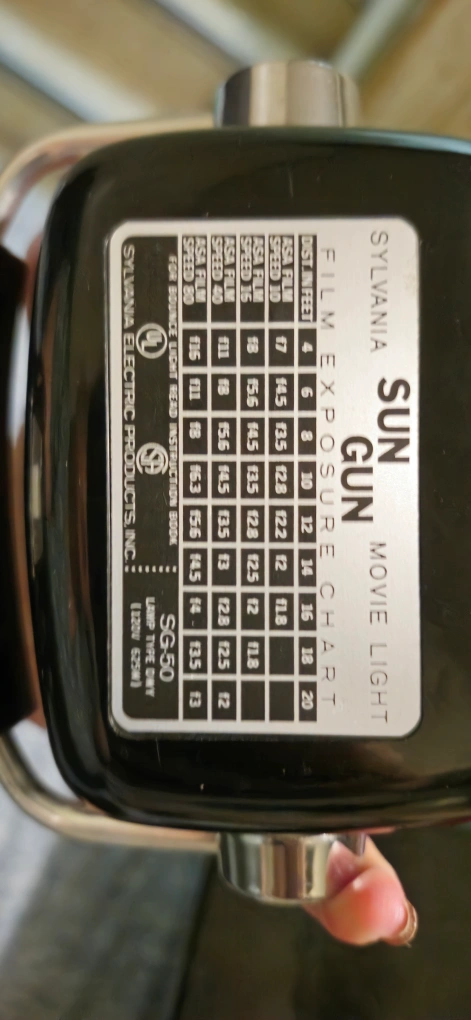 SYLVANIA SUN GUN MOVIE LIGHT
FILM EXPOSURE CHART
DIST. IN FEET 4 6 8 10 12 14 16 18 20
ASA FILM SPEED 10 f7 f4.5 f3.5 f2.8 f2.2 f2 f1.8
ASA FILM SPEED 16 f8 f5.6 f4.5 f3.5 f2.8 f2.5 f2 f1.8
ASA FILM SPEED 40 f11 f8 f5.6 f4.5 f3.5 f3 f2.8 f2.5 f2
ASA FILM SPEED 80 f16 f11 f8 f6.3 f5.6 f4.5 f4 f3.5 f3
FOR BOUNCE LIGHT READ INSTRUCTION BOOK
SG-50
LAMP TYPE DWY
(120V 625W)
UL SA
SYLVANIA ELECTRIC PRODUCTS, INC.